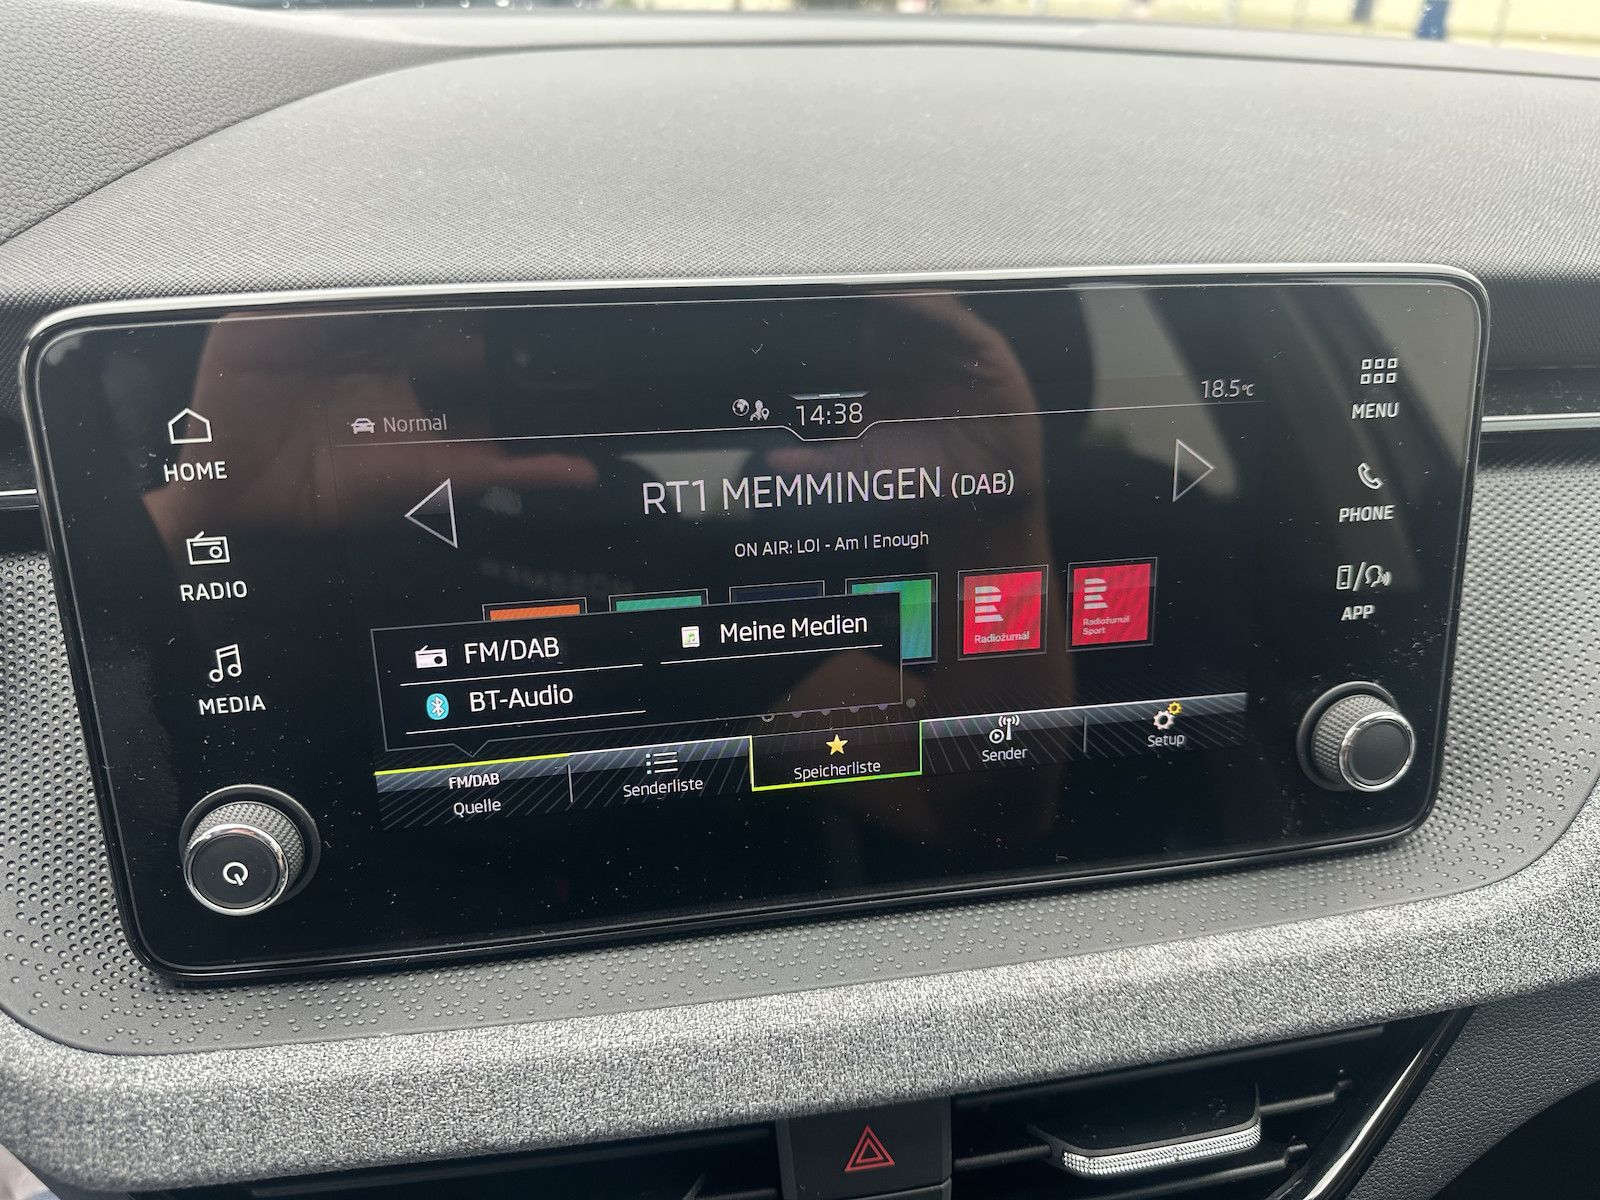 Normal
14:38
18.5°C
MENU
HOME
RT1 MEMMINGEN (DAB)
PHONE
ON AIR: LOI - Am I Enough
RADIO
APP
Radiožurnál
Radiožurnál
Sport
FM/DAB
Meine Medien
BT-Audio
MEDIA
FM/DAB
Quelle
Senderliste
Speicherliste
Sender
Setup